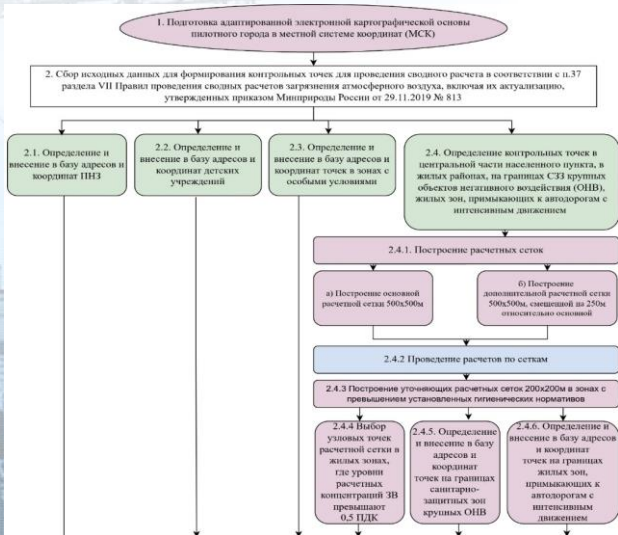 1. Подготовка адаптированной электронной картографической основы
пилотного города в местной системе координат (МСК)
2. Сбор исходных данных для формирования контрольных точек для проведения сводного расчета в соответствии с п.37
раздела VII Правил проведения сводных расчетов загрязнения атмосферного воздуха, включая их актуализацию,
утвержденных приказом Минприроды России от 29.11.2019 № 813
2.1. Определение и
внесение в базу адресов и
координат ПНЗ
2.2. Определение и
внесение в базу адресов и
координат детских
учреждений
2.3. Определение и
внесение в базу адресов и
координат точек в зонах с
особыми условиями
2.4. Определение контрольных точек в
центральной части населенного пункта, в
жилых районах, на границах СЗЗ крупных
объектов негативного воздействия (ОНВ),
жилых зон, примыкающих к автодорогам с
интенсивным движением
2.4.1. Построение расчетных сеток
а) Построение основной
расчетной сетки 500х500м
б) Построение
дополнительной расчетной сетки
500х500м, смещенной на 250м
относительно основной
2.4.2 Проведение расчетов по сеткам
2.4.3 Построение уточняющих расчетных сеток 200х200м в зонах с
превышением установленных гигиенических нормативов
2.4.4 Выбор
узловых точек
расчетной сетки в
жилых зонах,
где уровни
расчетных
концентраций ЗВ
превышают
0,5 ПДК
2.4.5. Определение
и внесение в базу
адресов и
координат
точек на границах
санитарно-
защитных зон
крупных ОНВ
2.4.6. Определение и
внесение в базу адресов
и координат
точек на границах
жилых зон,
примыкающих к
автодорогам с
интенсивным
движением